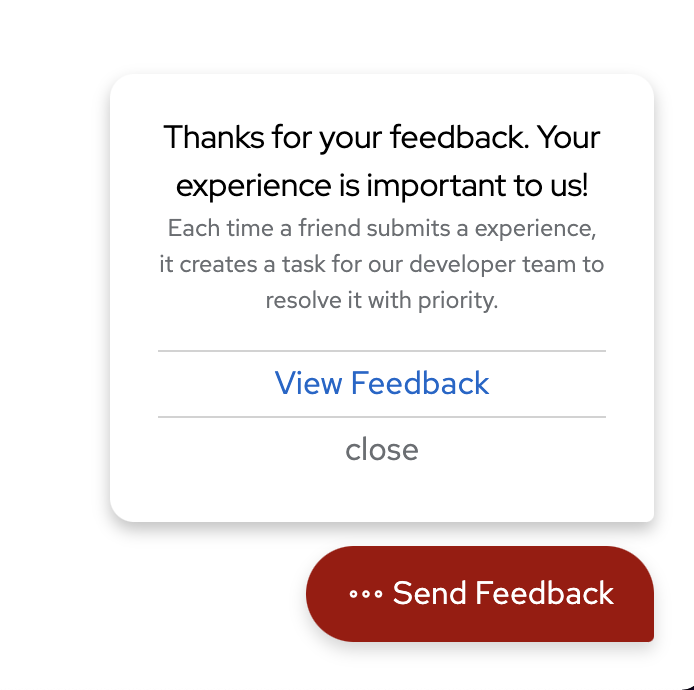 Thanks for your feedback. Your
experience is important to us!
Each time a friend submits a experience,
it creates a task for our developer team to
resolve it with priority.
View Feedback
close
Send Feedback